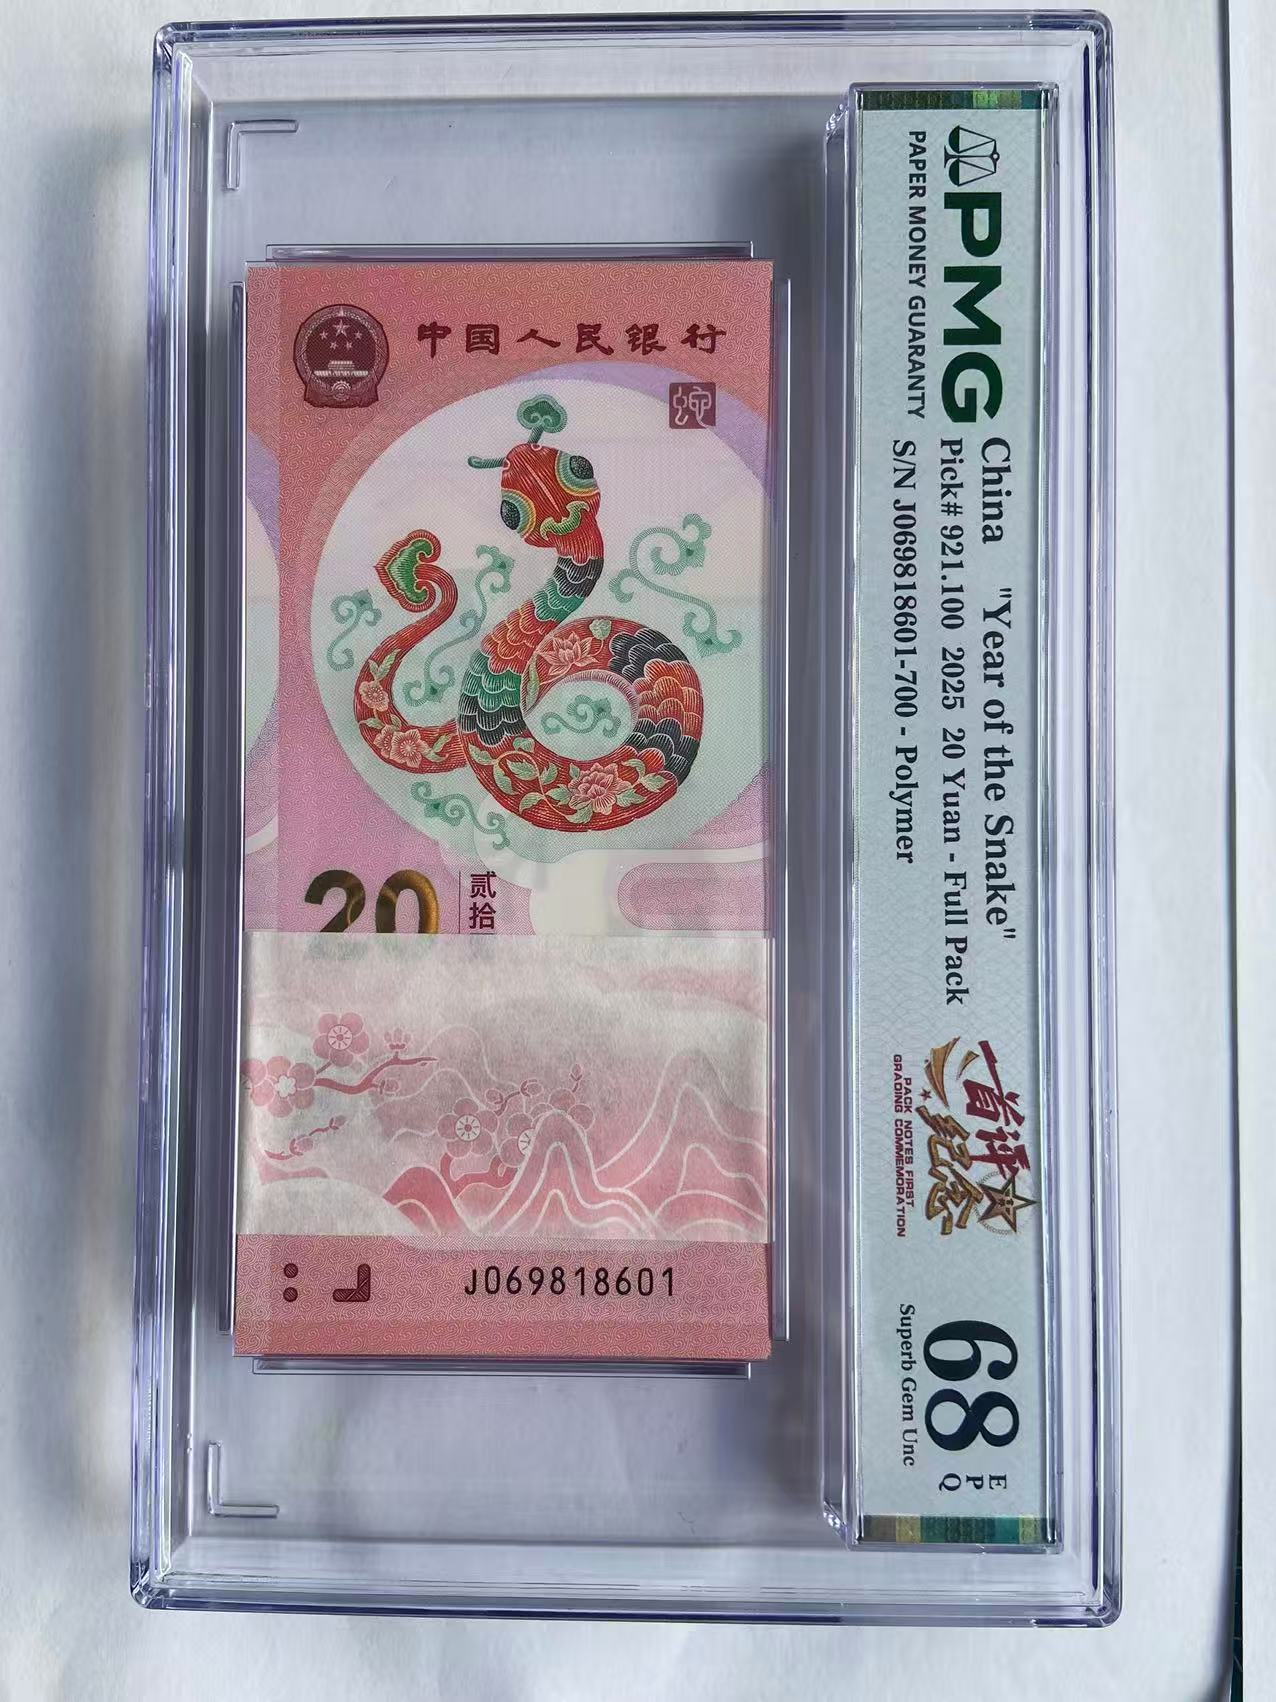 中国人民银行
蛇
20
贰拾
J069818601
PMG
PAPER MONEY GUARANTY
China "Year of the Snake"
Pick# 921.100 2025 20 Yuan - Full Pack
S/N J069818601-700 - Polymer
首评
纪念
PACK NOTES FIRST
GRADING COMMEMORATION
68
EPQ
Superb Gem Unc